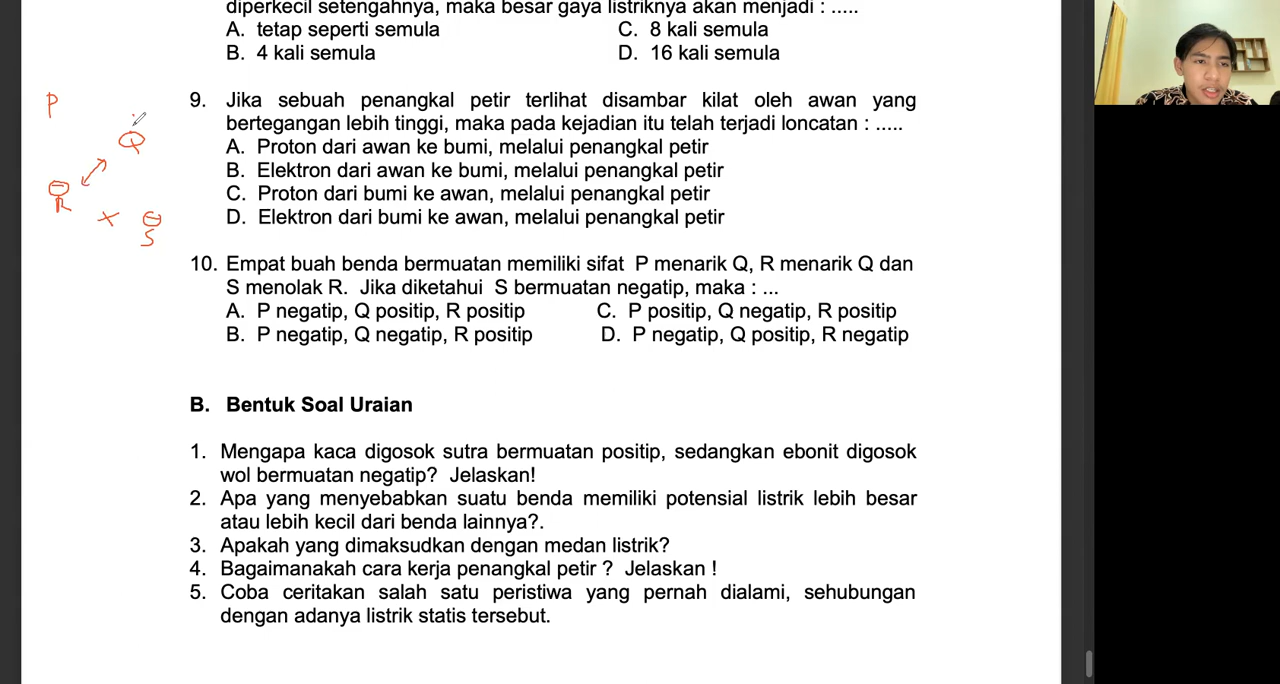 diperkecil setengahnya, maka besar gaya listriknya akan menjadi : .....
A. tetap seperti semula C. 8 kali semula
B. 4 kali semula D. 16 kali semula
P
Q
R
S
9. Jika sebuah penangkal petir terlihat disambar kilat oleh awan yang
bertegangan lebih tinggi, maka pada kejadian itu telah terjadi loncatan : .....
A. Proton dari awan ke bumi, melalui penangkal petir
B. Elektron dari awan ke bumi, melalui penangkal petir
C. Proton dari bumi ke awan, melalui penangkal petir
D. Elektron dari bumi ke awan, melalui penangkal petir
10. Empat buah benda bermuatan memiliki sifat P menarik Q, R menarik Q dan
S menolak R. Jika diketahui S bermuatan negatip, maka : ...
A. P negatip, Q positip, R positip C. P positip, Q negatip, R positip
B. P negatip, Q negatip, R positip D. P negatip, Q positip, R negatip
B. Bentuk Soal Uraian
1. Mengapa kaca digosok sutra bermuatan positip, sedangkan ebonit digosok
wol bermuatan negatip? Jelaskan!
2. Apa yang menyebabkan suatu benda memiliki potensial listrik lebih besar
atau lebih kecil dari benda lainnya?.
3. Apakah yang dimaksudkan dengan medan listrik?
4. Bagaimanakah cara kerja penangkal petir ? Jelaskan !
5. Coba ceritakan salah satu peristiwa yang pernah dialami, sehubungan
dengan adanya listrik statis tersebut.